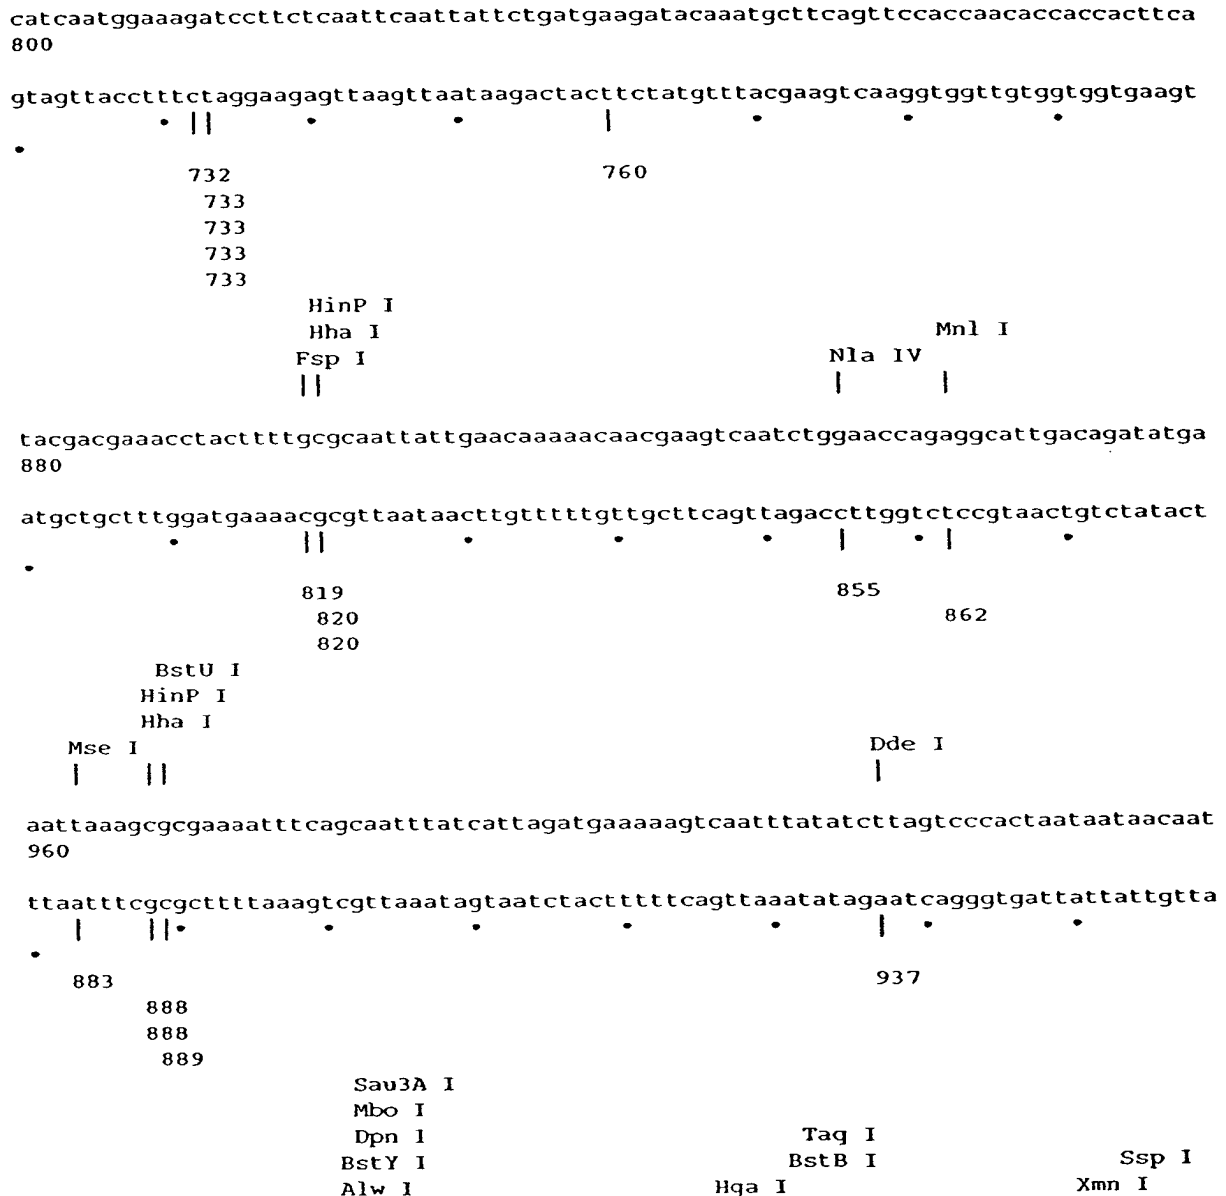 catcaatggaaagatccttctcaattcaattattctgatgaagatacaaatgcttcagttccaccaacaccaccacttca
800
gtagttacctttctaggaagagttaagttaataagactacttctatgtttacgaagtcaaggtggttgtggtggtgaagt
• || • • | • • •
•
732 760
733
733
733
733
HinP I
Hha I Mnl I
Fsp I Nla IV
|| | |
tacgacgaaacctacttttgcgcaattattgaacaaaaacaacgaagtcaatctggaaccagaggcattgacagatatga
880
atgctgctttggatgaaaacgcgttaataacttgtttttgttgcttcagttagaccttggtctccgtaactgtctatact
• || • • • | • | •
•
819 855
820 862
820
BstU I
HinP I
Hha I
Mse I Dde I
| || |
aattaaagcgcgaaaatttcagcaatttatcattagatgaaaaagtcaatttatatcttagtcccactaataataacaat
960
ttaatttcgcgcttttaaagtcgttaaatagtaatctactttttcagttaaatatagaatcagggtgattattattgtta
| ||• • • • • | • •
•
883 937
888
888
889
Sau3A I
Mbo I
Dpn I Taq I
BstY I BstB I Ssp I
Alw I Hga I Xmn I